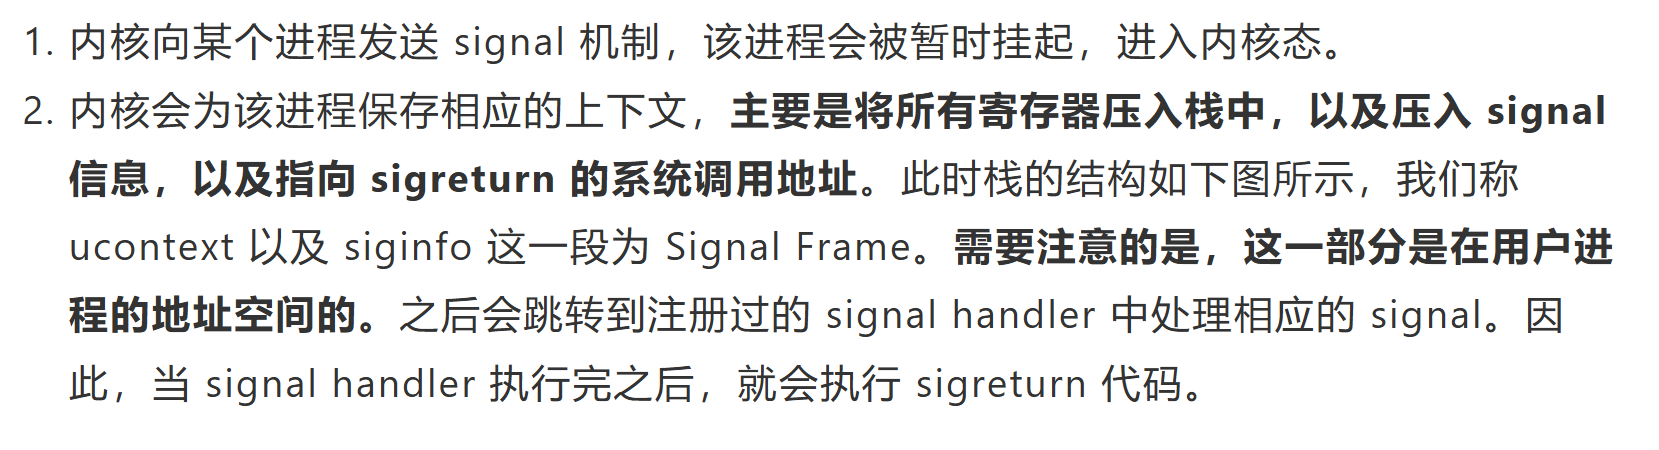 1. 内核向某个进程发送 signal 机制，该进程会被暂时挂起，进入内核态。
2. 内核会为该进程保存相应的上下文，主要是将所有寄存器压入栈中，以及压入 signal
信息，以及指向 sigreturn 的系统调用地址。此时栈的结构如下图所示，我们称
ucontext 以及 siginfo 这一段为 Signal Frame。需要注意的是，这一部分是在用户进
程的地址空间的。之后会跳转到注册过的 signal handler 中处理相应的 signal。因
此，当 signal handler 执行完之后，就会执行 sigreturn 代码。